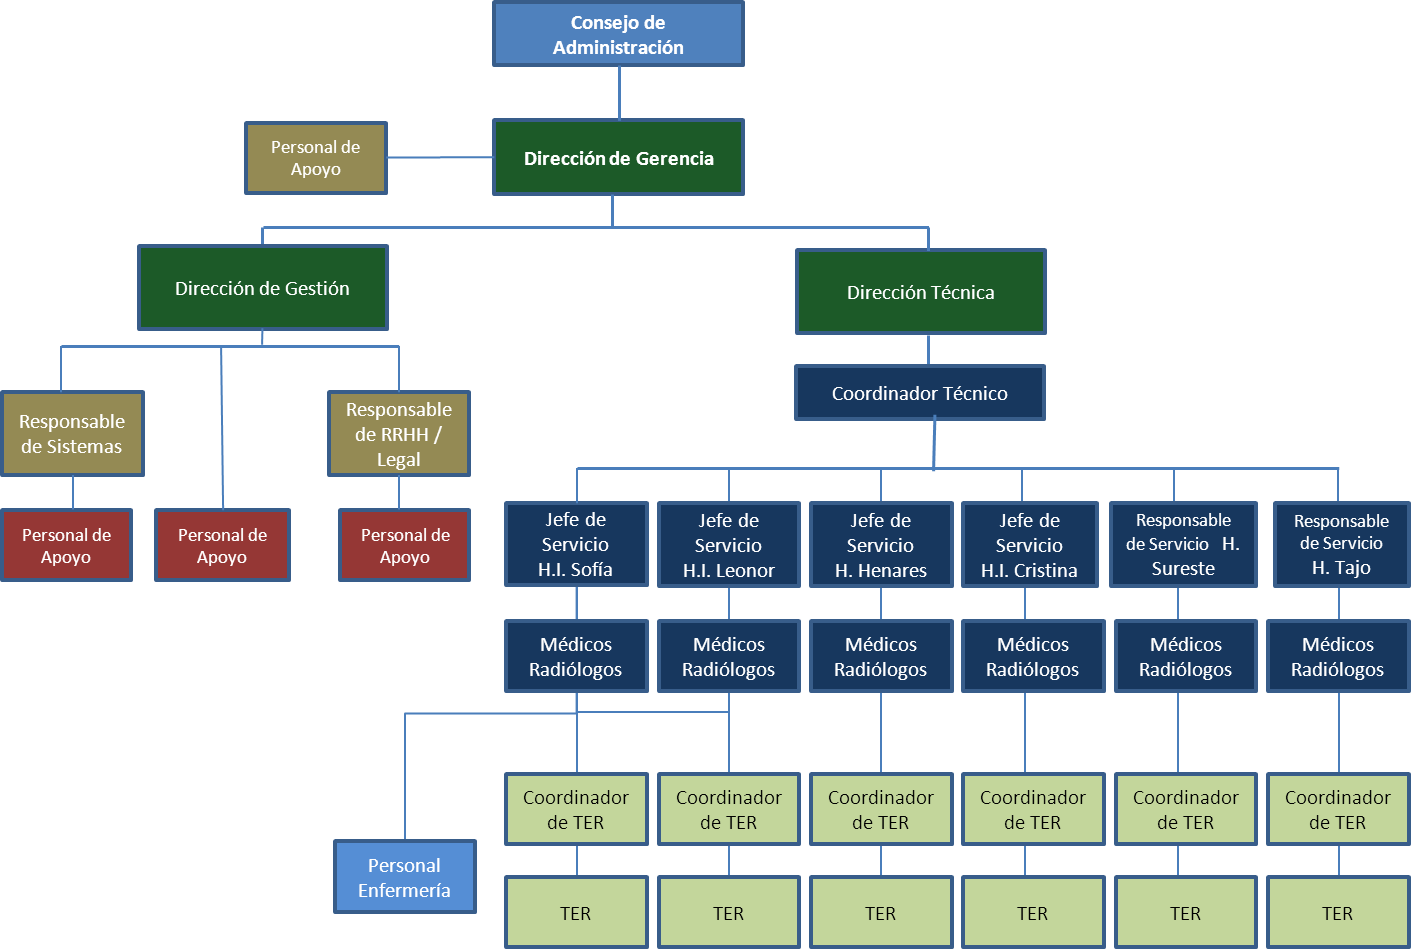 Consejo de
Administración
Personal de
Apoyo
Dirección de Gerencia
Dirección de Gestión
Dirección Técnica
Responsable
de Sistemas
Responsable
de RRHH /
Legal
Coordinador Técnico
Personal de
Apoyo
Personal de
Apoyo
Personal de
Apoyo
Jefe de
Servicio
H.I. Sofía
Jefe de
Servicio
H.I. Leonor
Jefe de
Servicio
H. Henares
Jefe de
Servicio
H.I. Cristina
Responsable
de Servicio H.
Sureste
Responsable
de Servicio
H. Tajo
Médicos
Radiólogos
Médicos
Radiólogos
Médicos
Radiólogos
Médicos
Radiólogos
Médicos
Radiólogos
Médicos
Radiólogos
Coordinador
de TER
Coordinador
de TER
Coordinador
de TER
Coordinador
de TER
Coordinador
de TER
Coordinador
de TER
Personal
Enfermería
TER
TER
TER
TER
TER
TER